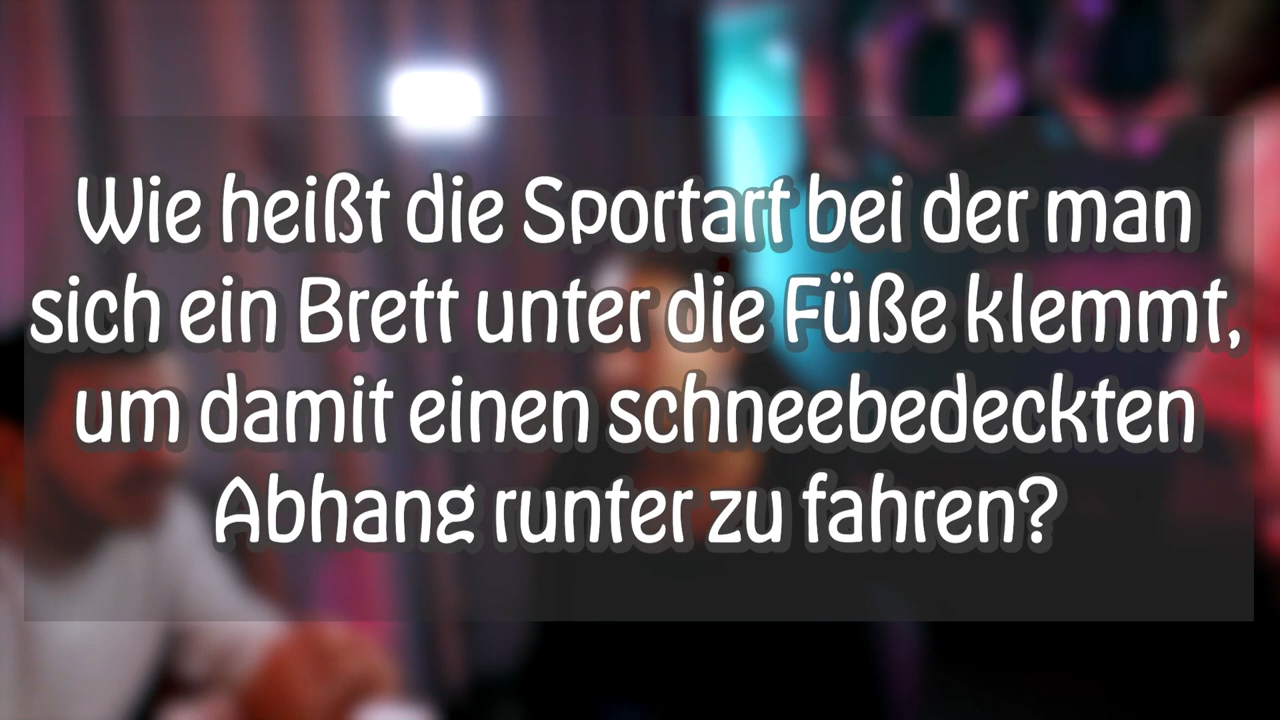 Wie heißt die Sportart bei der man
sich ein Brett unter die Füße klemmt,
um damit einen schneebedeckten
Abhang runter zu fahren?